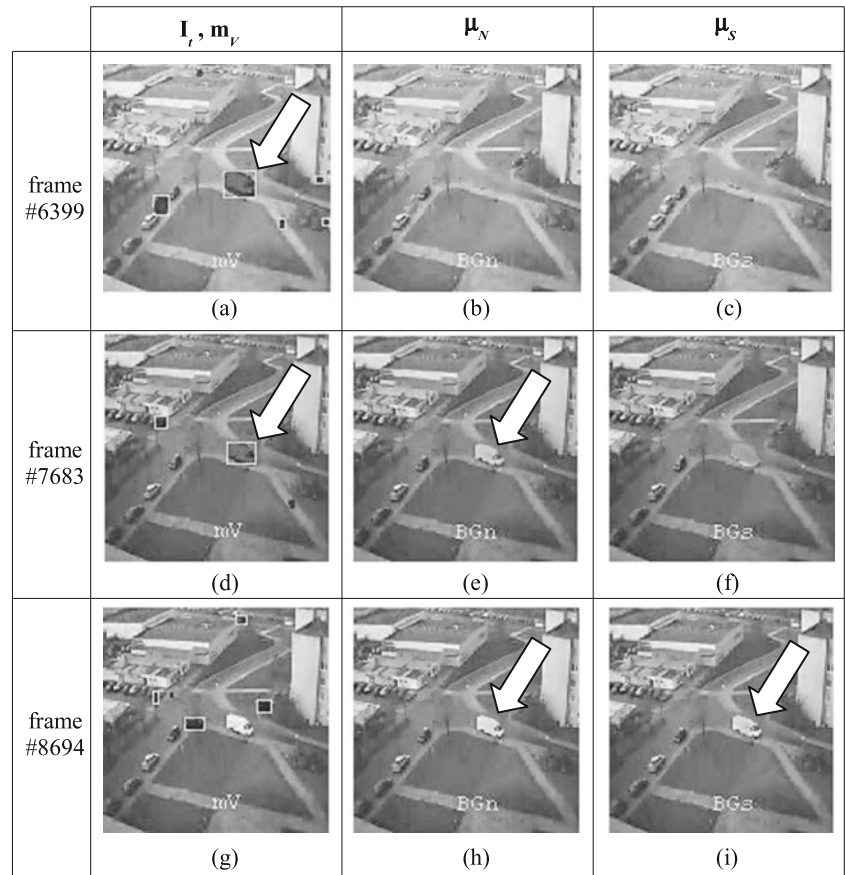 I_t , m_V μ_N μ_S
frame #6399
mV BGn BGs
(a) (b) (c)
frame #7683
mV BGn BGs
(d) (e) (f)
frame #8694
mV BGn BGs
(g) (h) (i)